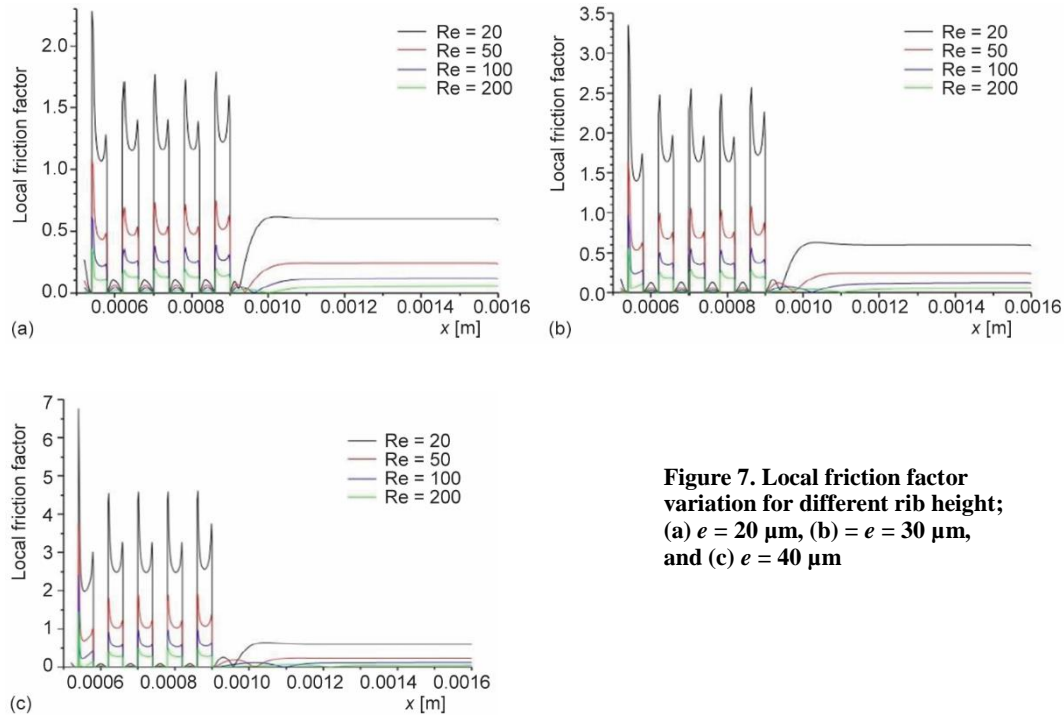 Local friction factor
2.0
1.5
1.0
0.5
0.0
Re = 20
Re = 50
Re = 100
Re = 200
0.0006 0.0008 0.0010 0.0012 0.0014 0.0016
(a)
x [m]
Local friction factor
3.5
3.0
2.5
2.0
1.5
1.0
0.5
0.0
Re = 20
Re = 50
Re = 100
Re = 200
0.0006 0.0008 0.0010 0.0012 0.0014 0.0016
(b)
x [m]
Local friction factor
7
6
5
4
3
2
1
0
Re = 20
Re = 50
Re = 100
Re = 200
0.0006 0.0008 0.0010 0.0012 0.0014 0.0016
(c)
x [m]
Figure 7. Local friction factor
variation for different rib height;
(a) e = 20 µm, (b) = e = 30 µm,
and (c) e = 40 µm